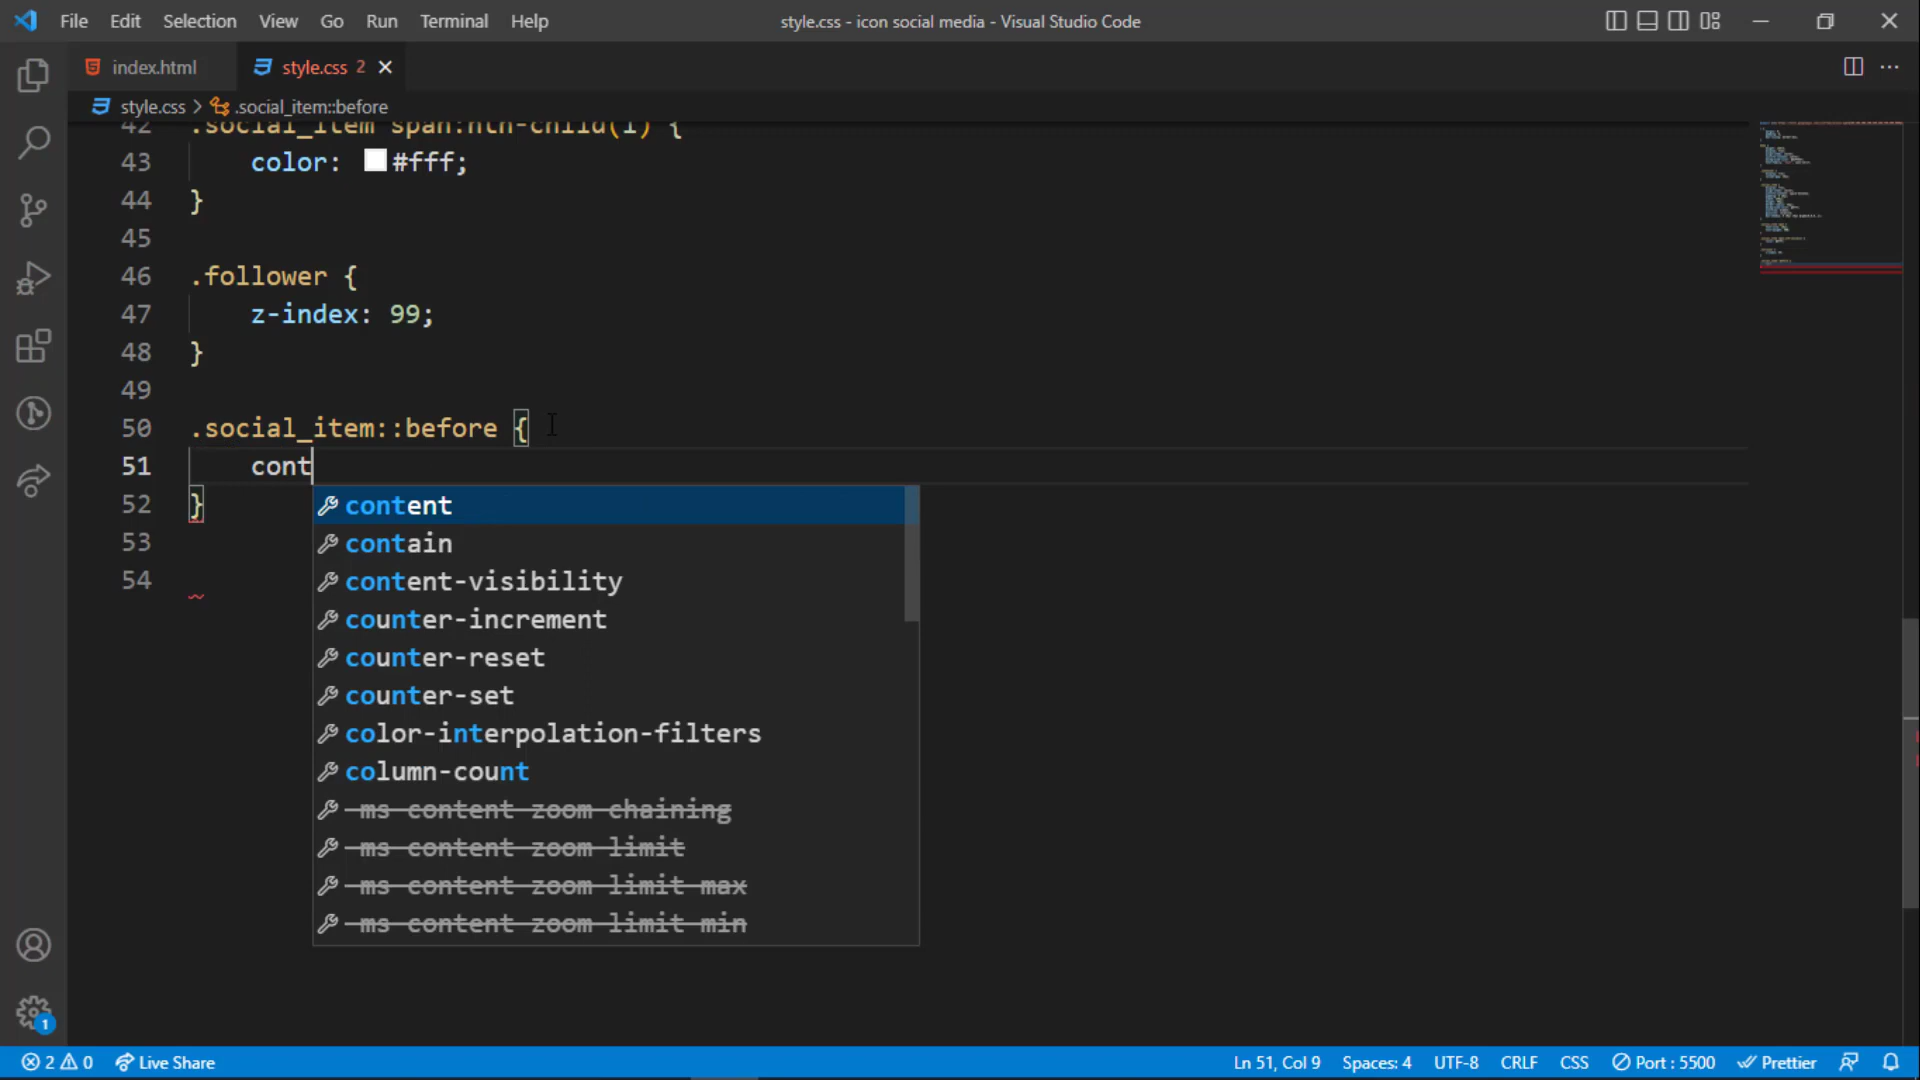 File Edit Selection View Go Run Terminal Help style.css - icon social media - Visual Studio Code
index.html style.css 2
style.css > .social_item::before
42 .social_item span:nth-child(1) {
43 color: #fff;
44 }
45
46 .follower {
47 z-index: 99;
48 }
49
50 .social_item::before {
51 cont
52 }
53
54
content
contain
content-visibility
counter-increment
counter-reset
counter-set
color-interpolation-filters
column-count
-ms-content-zoom-chaining
-ms-content-zoom-limit
-ms-content-zoom-limit-max
-ms-content-zoom-limit-min
1
2 0 Live Share Ln 51, Col 9 Spaces: 4 UTF-8 CRLF CSS Port : 5500 Prettier